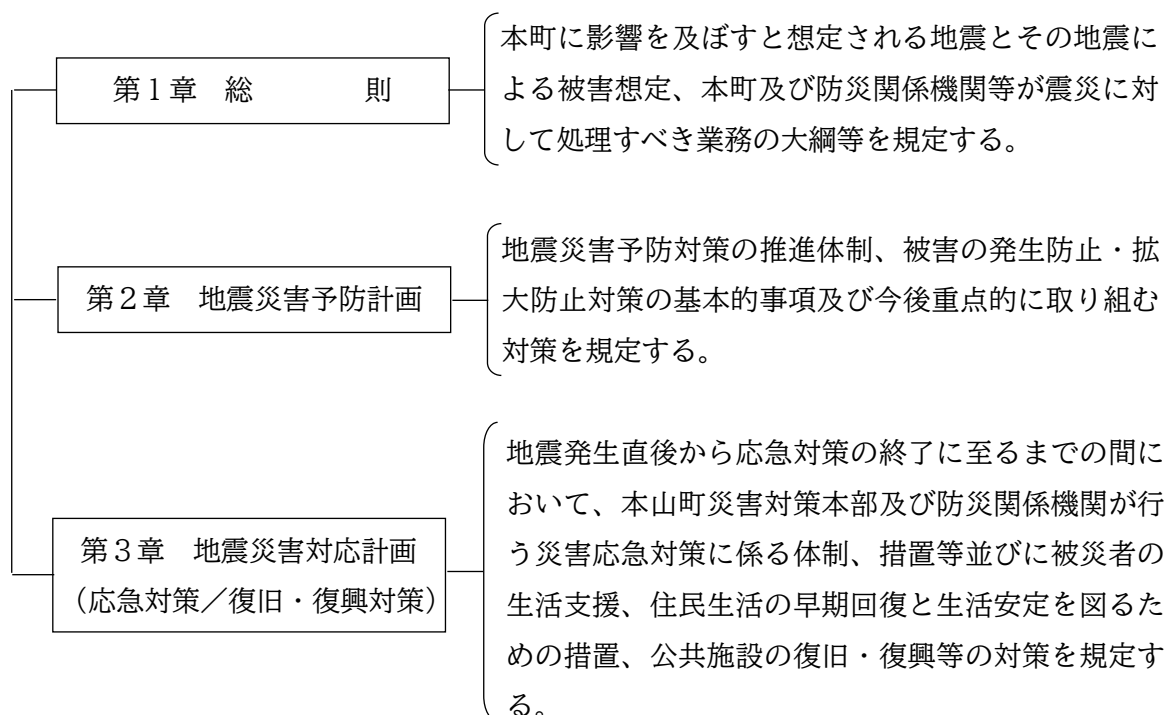 第１章　総　　　　則
本町に影響を及ぼすと想定される地震とその地震に
よる被害想定、本町及び防災関係機関等が震災に対
して処理すべき業務の大綱等を規定する。
第２章　地震災害予防計画
地震災害予防対策の推進体制、被害の発生防止・拡
大防止対策の基本的事項及び今後重点的に取り組む
対策を規定する。
第３章　地震災害対応計画
（応急対策／復旧・復興対策）
地震発生直後から応急対策の終了に至るまでの間に
おいて、本山町災害対策本部及び防災関係機関が行
う災害応急対策に係る体制、措置等並びに被災者の
生活支援、住民生活の早期回復と生活安定を図るた
めの措置、公共施設の復旧・復興等の対策を規定す
る。